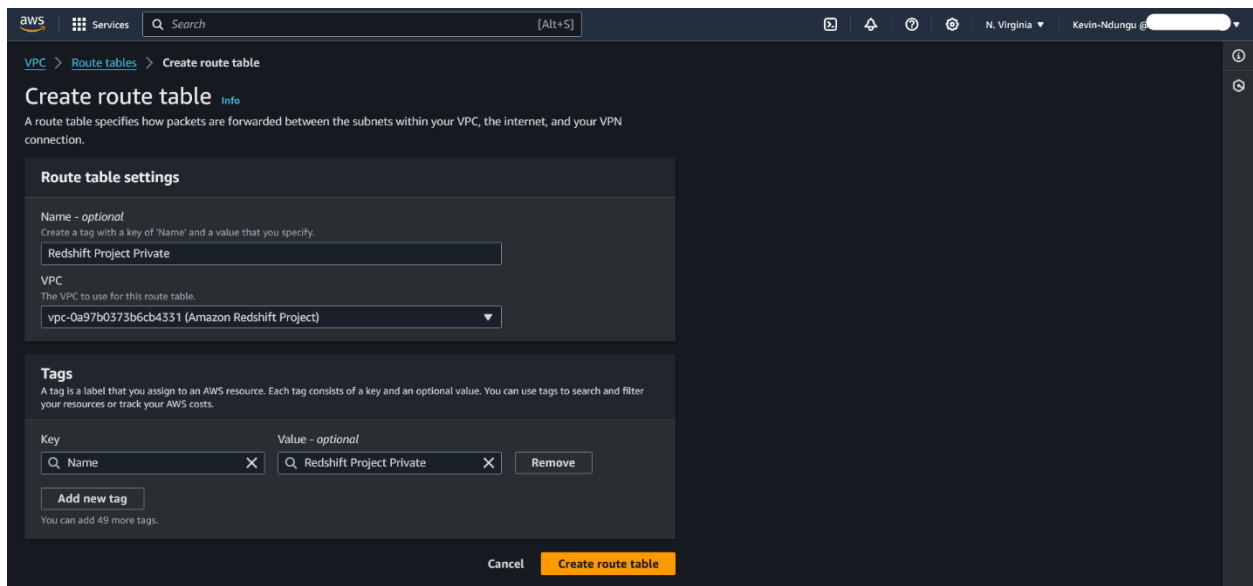 aws Services Search [Alt+S] N. Virginia Kevin-Ndungu @
VPC > Route tables > Create route table
Create route table Info
A route table specifies how packets are forwarded between the subnets within your VPC, the internet, and your VPN
connection.
Route table settings
Name - optional
Create a tag with a key of 'Name' and a value that you specify.
Redshift Project Private
VPC
The VPC to use for this route table.
vpc-0a97b0373b6cb4331 (Amazon Redshift Project)
Tags
A tag is a label that you assign to an AWS resource. Each tag consists of a key and an optional value. You can use tags to search and filter
your resources or track your AWS costs.
Key Value - optional
Name Redshift Project Private Remove
Add new tag
You can add 49 more tags.
Cancel Create route table